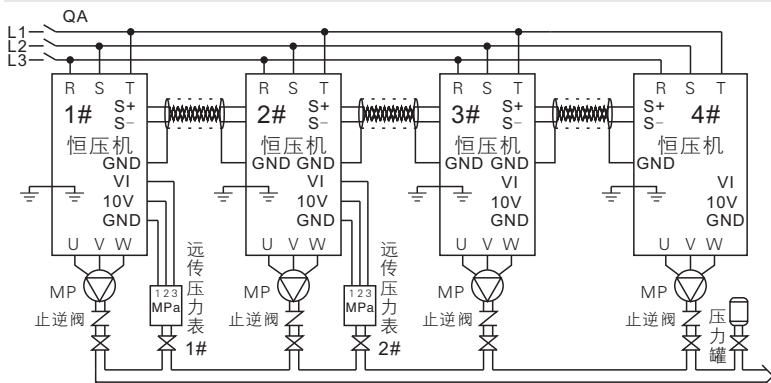 QA
L1
L2
L3
R S T R S T R S T R S T
1# S+ 2# S+ 3# S+ S+ 4#
S− S− S− S−
恒压机 恒压机 恒压机 恒压机
GND GND GND GND GND GND
VI VI VI VI
10V 10V 10V 10V
GND GND GND GND
U V W U V W U V W U V W
远传压力表 1#
远传压力表 2#
MP 1 2 3 MP 1 2 3 MP MP
MPa MPa
止逆阀 止逆阀 止逆阀 止逆阀
压力罐